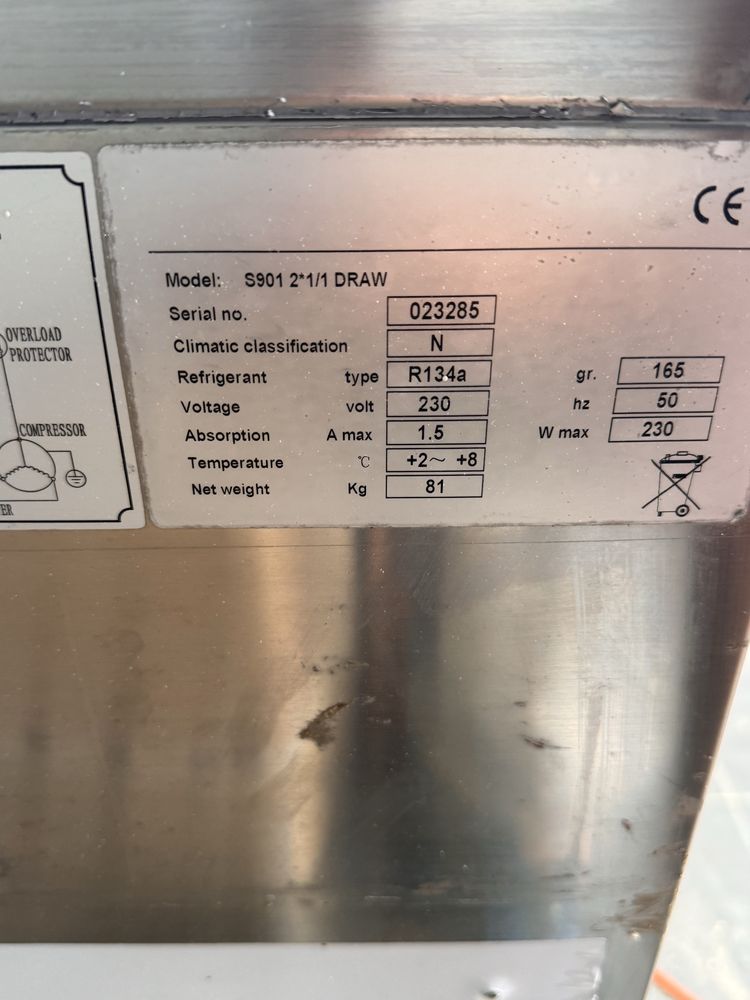 CE
Model: S901 2*1/1 DRAW
Serial no. 023285
Climatic classification N
Refrigerant type R134a gr. 165
Voltage volt 230 hz 50
Absorption A max 1.5 W max 230
Temperature ℃ +2~ +8
Net weight Kg 81
OVERLOAD
PROTECTOR
COMPRESSOR
ER